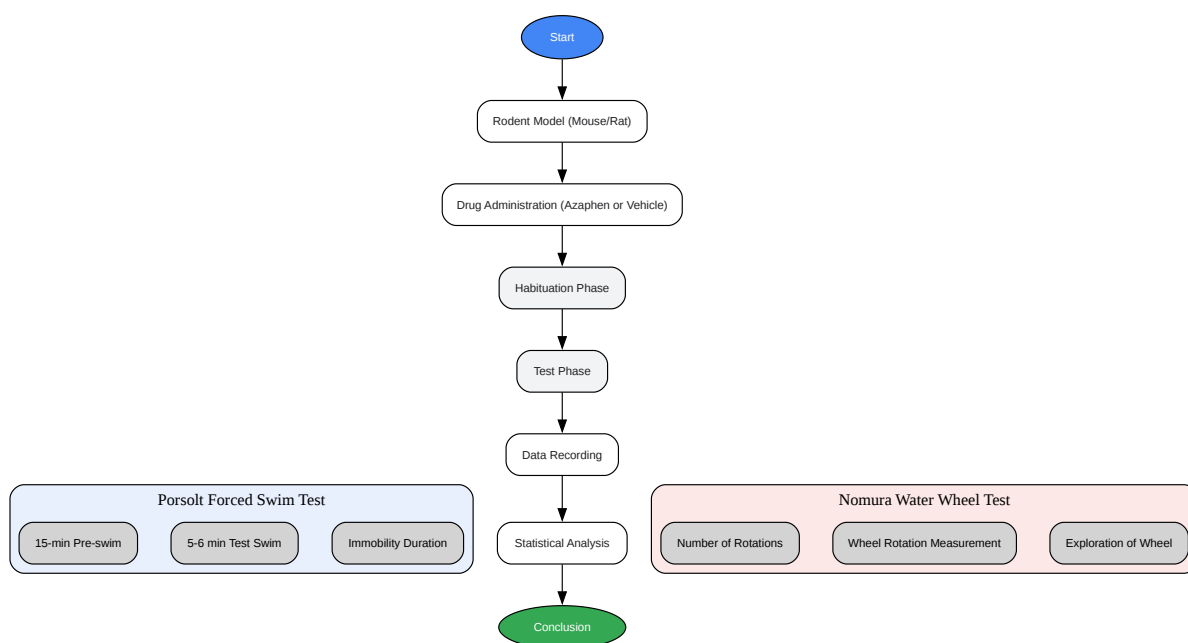 Start
Rodent Model (Mouse/Rat)
Drug Administration (Azaphen or Vehicle)
Habituation Phase
Test Phase
Data Recording
Porsolt Forced Swim Test
15-min Pre-swim
5-6 min Test Swim
Immobility Duration
Statistical Analysis
Nomura Water Wheel Test
Number of Rotations
Wheel Rotation Measurement
Exploration of Wheel
Conclusion